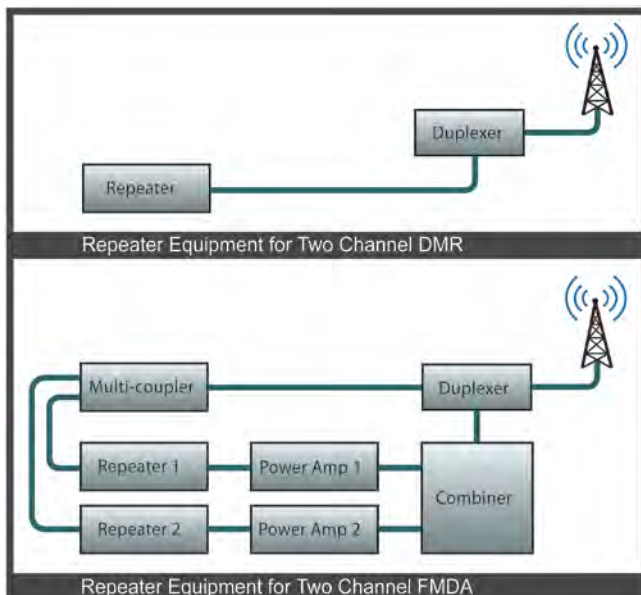 Duplexer
Repeater
Repeater Equipment for Two Channel DMR
Multi-coupler
Duplexer
Repeater 1
Power Amp 1
Combiner
Repeater 2
Power Amp 2
Repeater Equipment for Two Channel FMDA